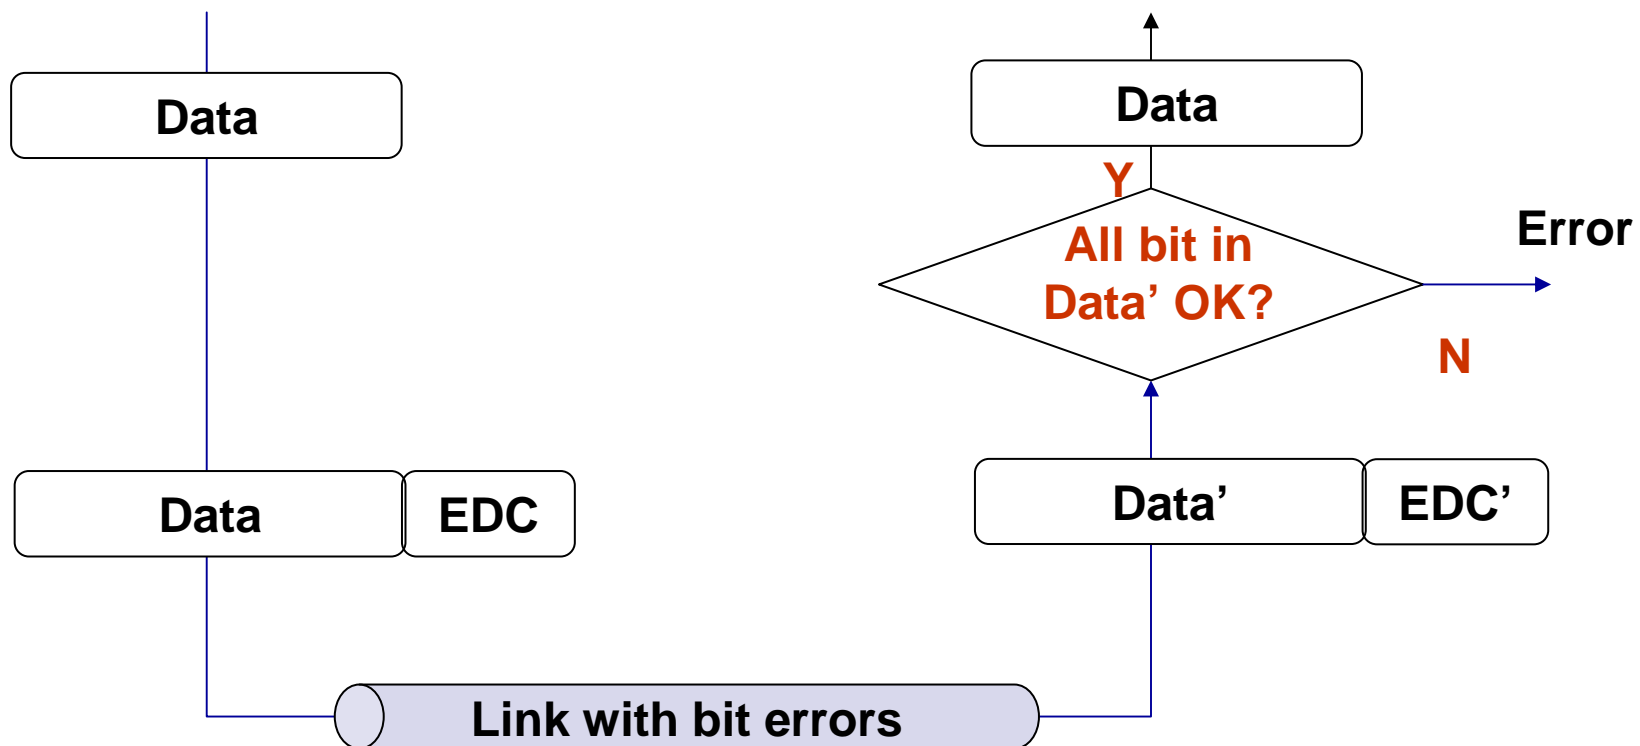 Data
Data
Y
All bit in
Data’ OK?
Error
N
Data
EDC
Data’
EDC’
Link with bit errors